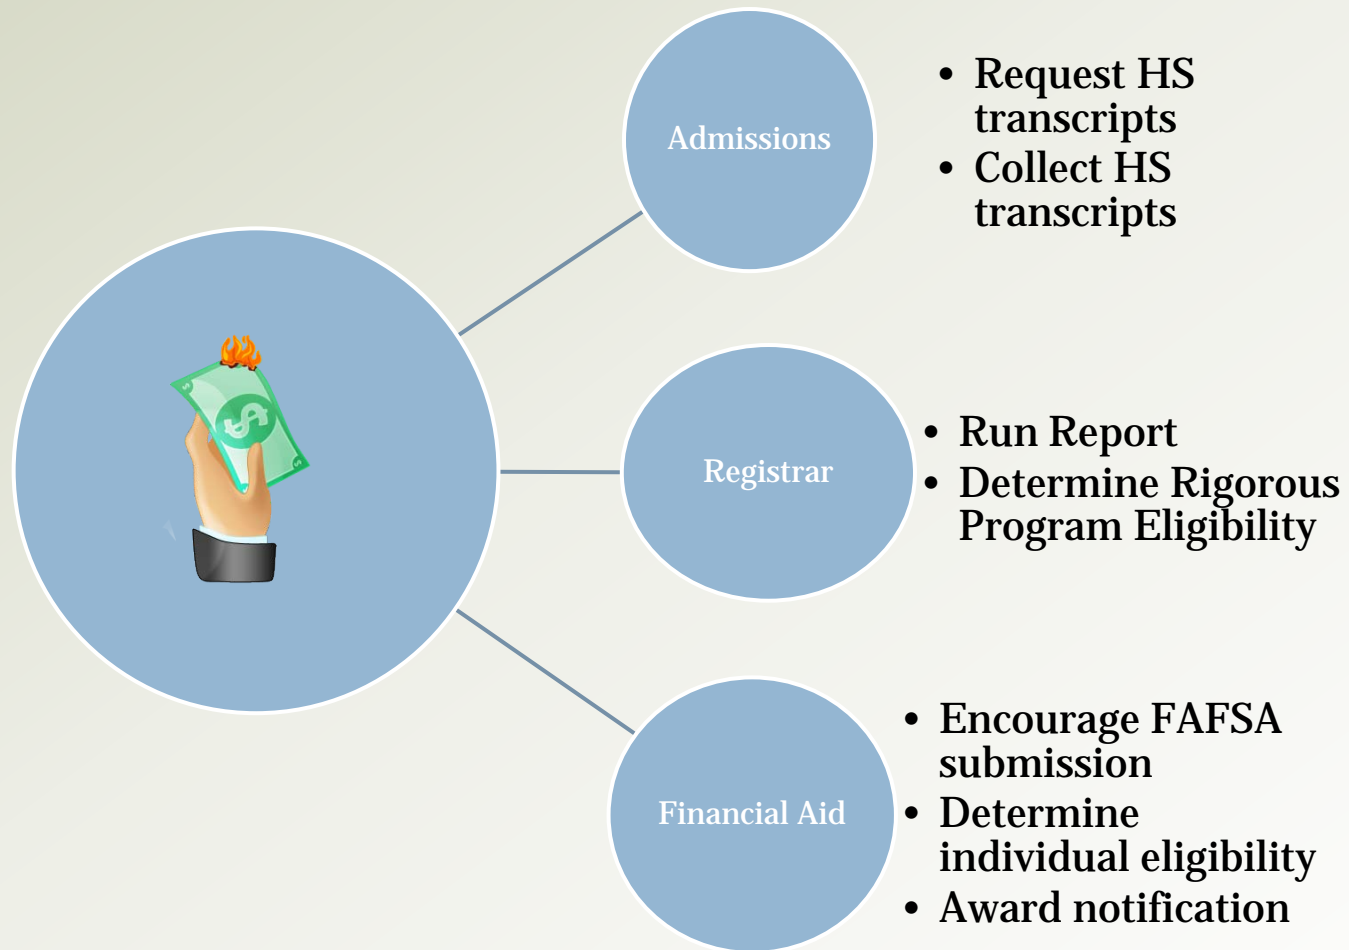 Admissions
• Request HS
transcripts
• Collect HS
transcripts
Registrar
• Run Report
• Determine Rigorous
Program Eligibility
Financial Aid
• Encourage FAFSA
submission
• Determine
individual eligibility
• Award notification